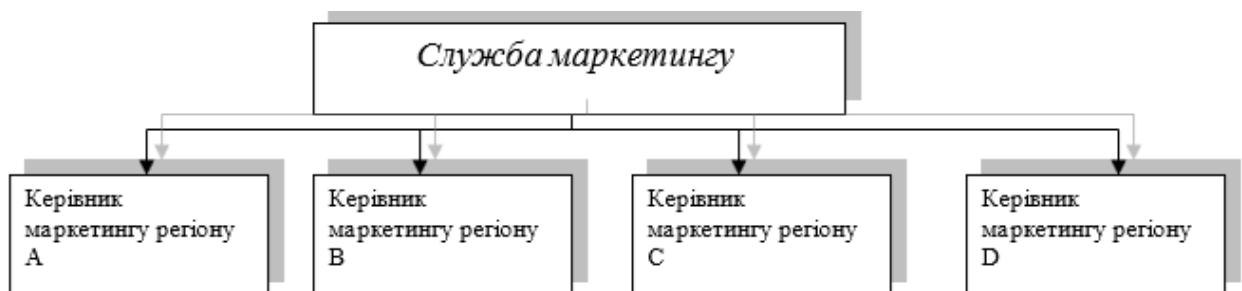 Служба маркетингу
Керівник
маркетингу регіону
А
Керівник
маркетингу регіону
В
Керівник
маркетингу регіону
С
Керівник
маркетингу регіону
D